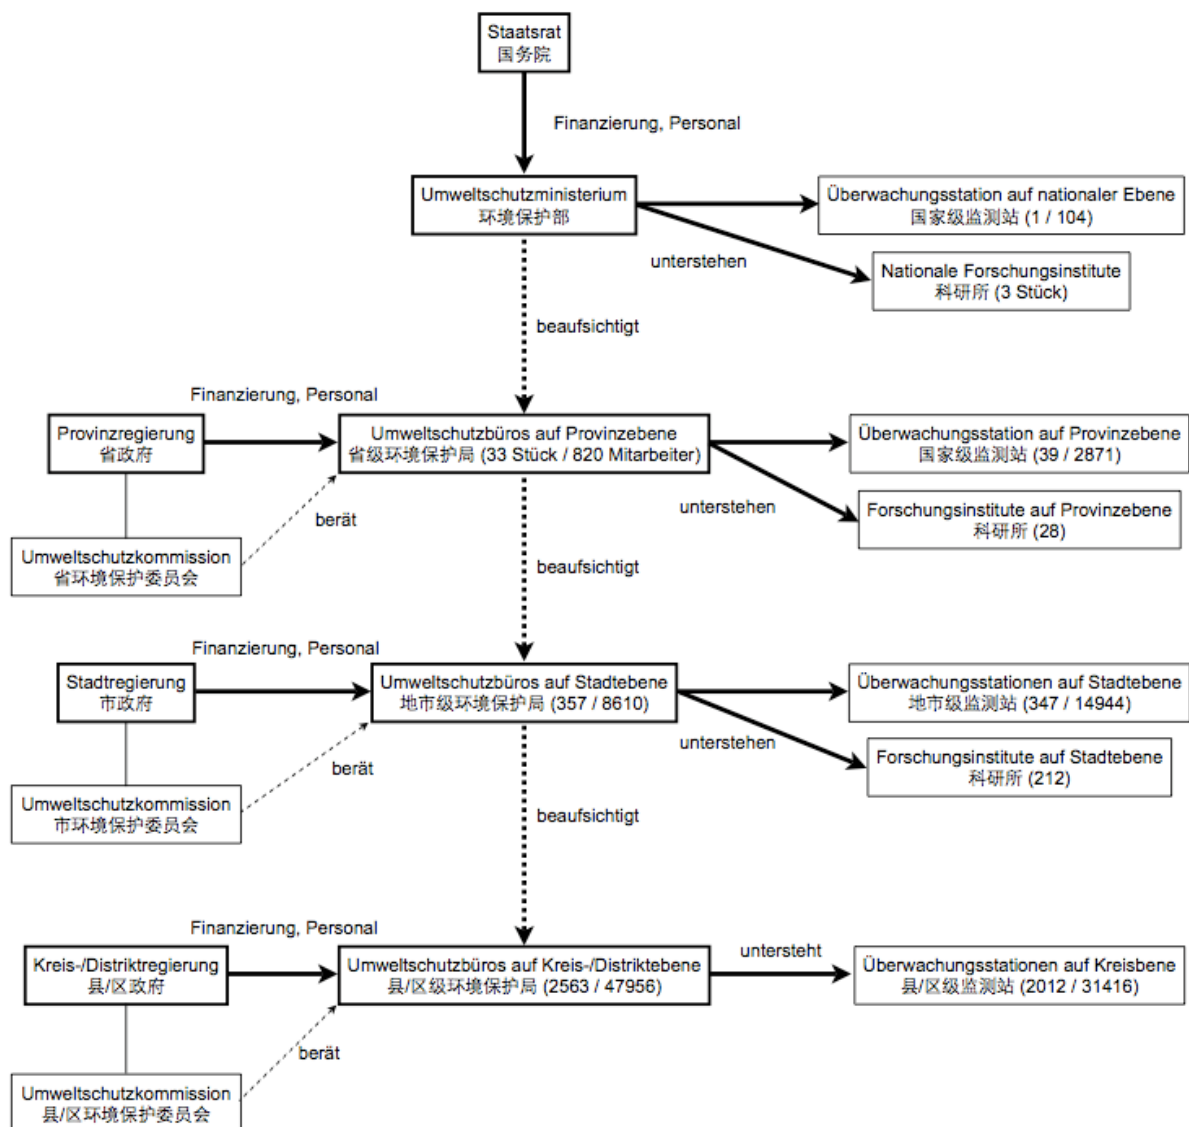 Staatsrat
国务院
Finanzierung, Personal
Umweltschutzministerium
环境保护部
Überwachungsstation auf nationaler Ebene
国家级监测站 (1 / 104)
unterstehen
Nationale Forschungsinstitute
科研所 (3 Stück)
beaufsichtigt
Finanzierung, Personal
Provinzregierung
省政府
Umweltschutzbüros auf Provinzebene
省级环境保护局 (33 Stück / 820 Mitarbeiter)
Überwachungsstation auf Provinzebene
国家级监测站 (39 / 2871)
unterstehen
Forschungsinstitute auf Provinzebene
科研所 (28)
berät
Umweltschutzkommission
省环境保护委员会
beaufsichtigt
Finanzierung, Personal
Stadtregierung
市政府
Umweltschutzbüros auf Stadtebene
地市级环境保护局 (357 / 8610)
Überwachungsstationen auf Stadtebene
地市级监测站 (347 / 14944)
unterstehen
Forschungsinstitute auf Stadtebene
科研所 (212)
berät
Umweltschutzkommission
市环境保护委员会
beaufsichtigt
Finanzierung, Personal
Kreis-/Distriktregierung
县/区政府
Umweltschutzbüros auf Kreis-/Distriktebene
县/区级环境保护局 (2563 / 47956)
untersteht
Überwachungsstationen auf Kreisbene
县/区级监测站 (2012 / 31416)
berät
Umweltschutzkommission
县/区环境保护委员会